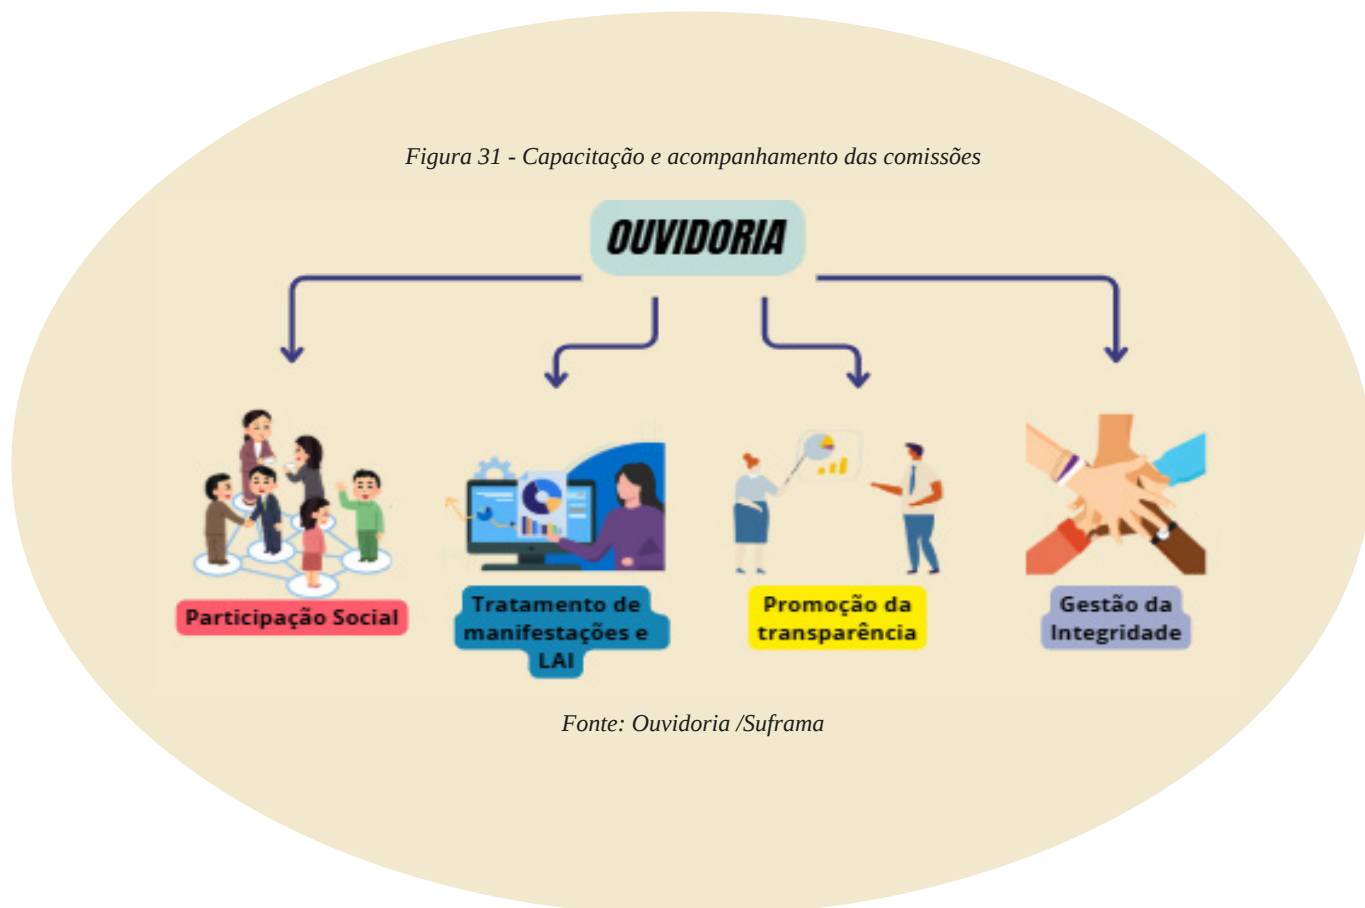 Figura 31 - Capacitação e acompanhamento das comissões
OUVIDORIA
Participação Social
Tratamento de
manifestações e
LAI
Promoção da
transparência
Gestão da
Integridade
Fonte: Ouvidoria /Suframa